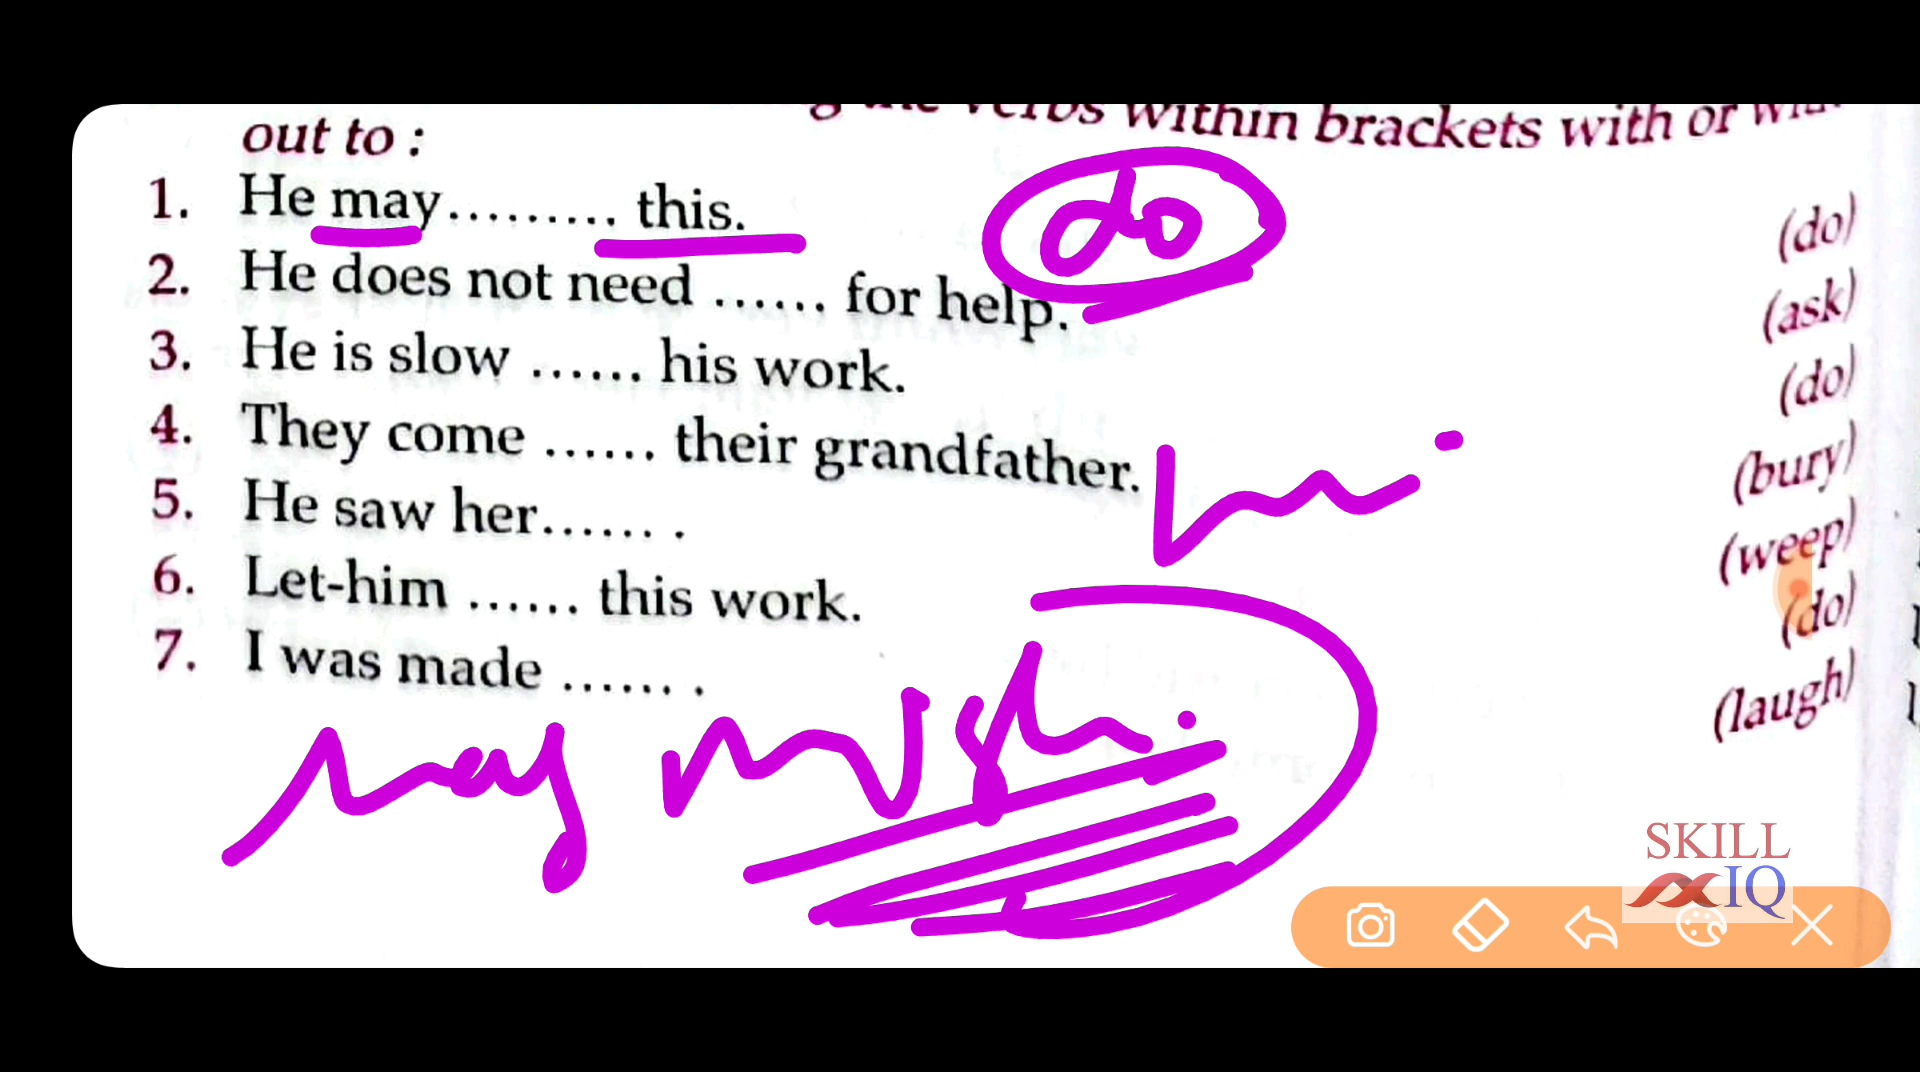 the verbs within brackets with or
out to :
1. He may......... this. (do)
do
2. He does not need ...... for help. (ask)
3. He is slow ...... his work. (do)
4. They come ...... their grandfather. (bury)
5. He saw her...... . (weep)
6. Let-him ...... this work. (do)
7. I was made ...... . (laugh)
may
SKILL
IQ